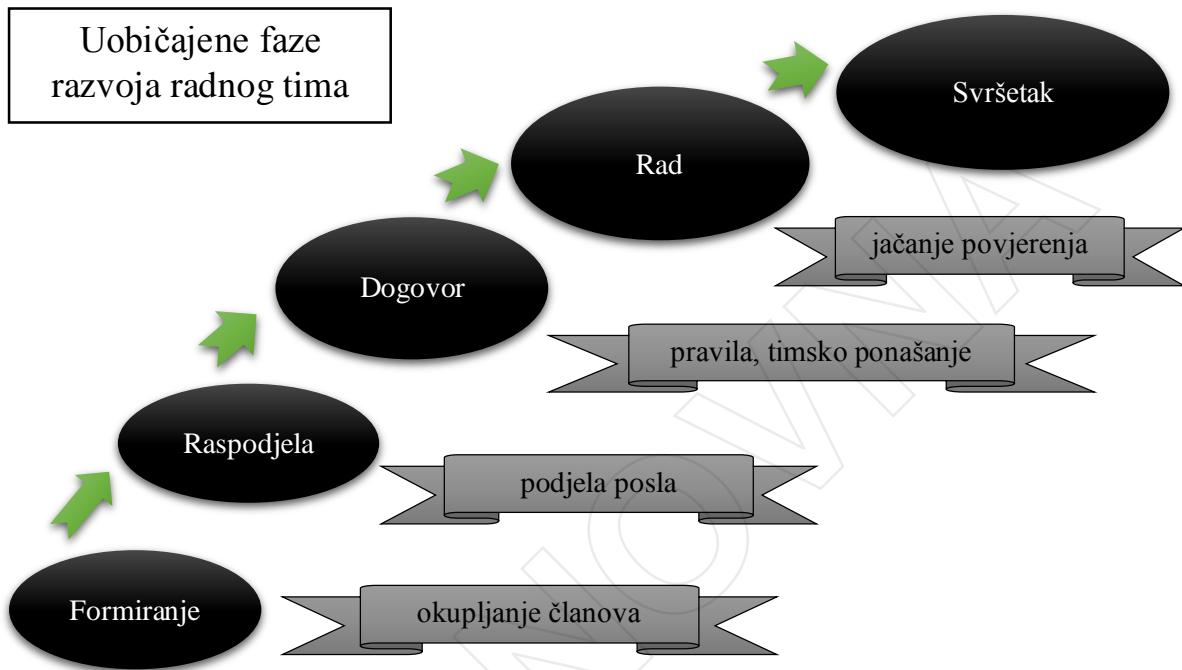 Uobičajene faze
razvoja radnog tima
Svršetak
Rad
jačanje povjerenja
Dogovor
pravila, timsko ponašanje
Raspodjela
podjela posla
Formiranje
okupljanje članova